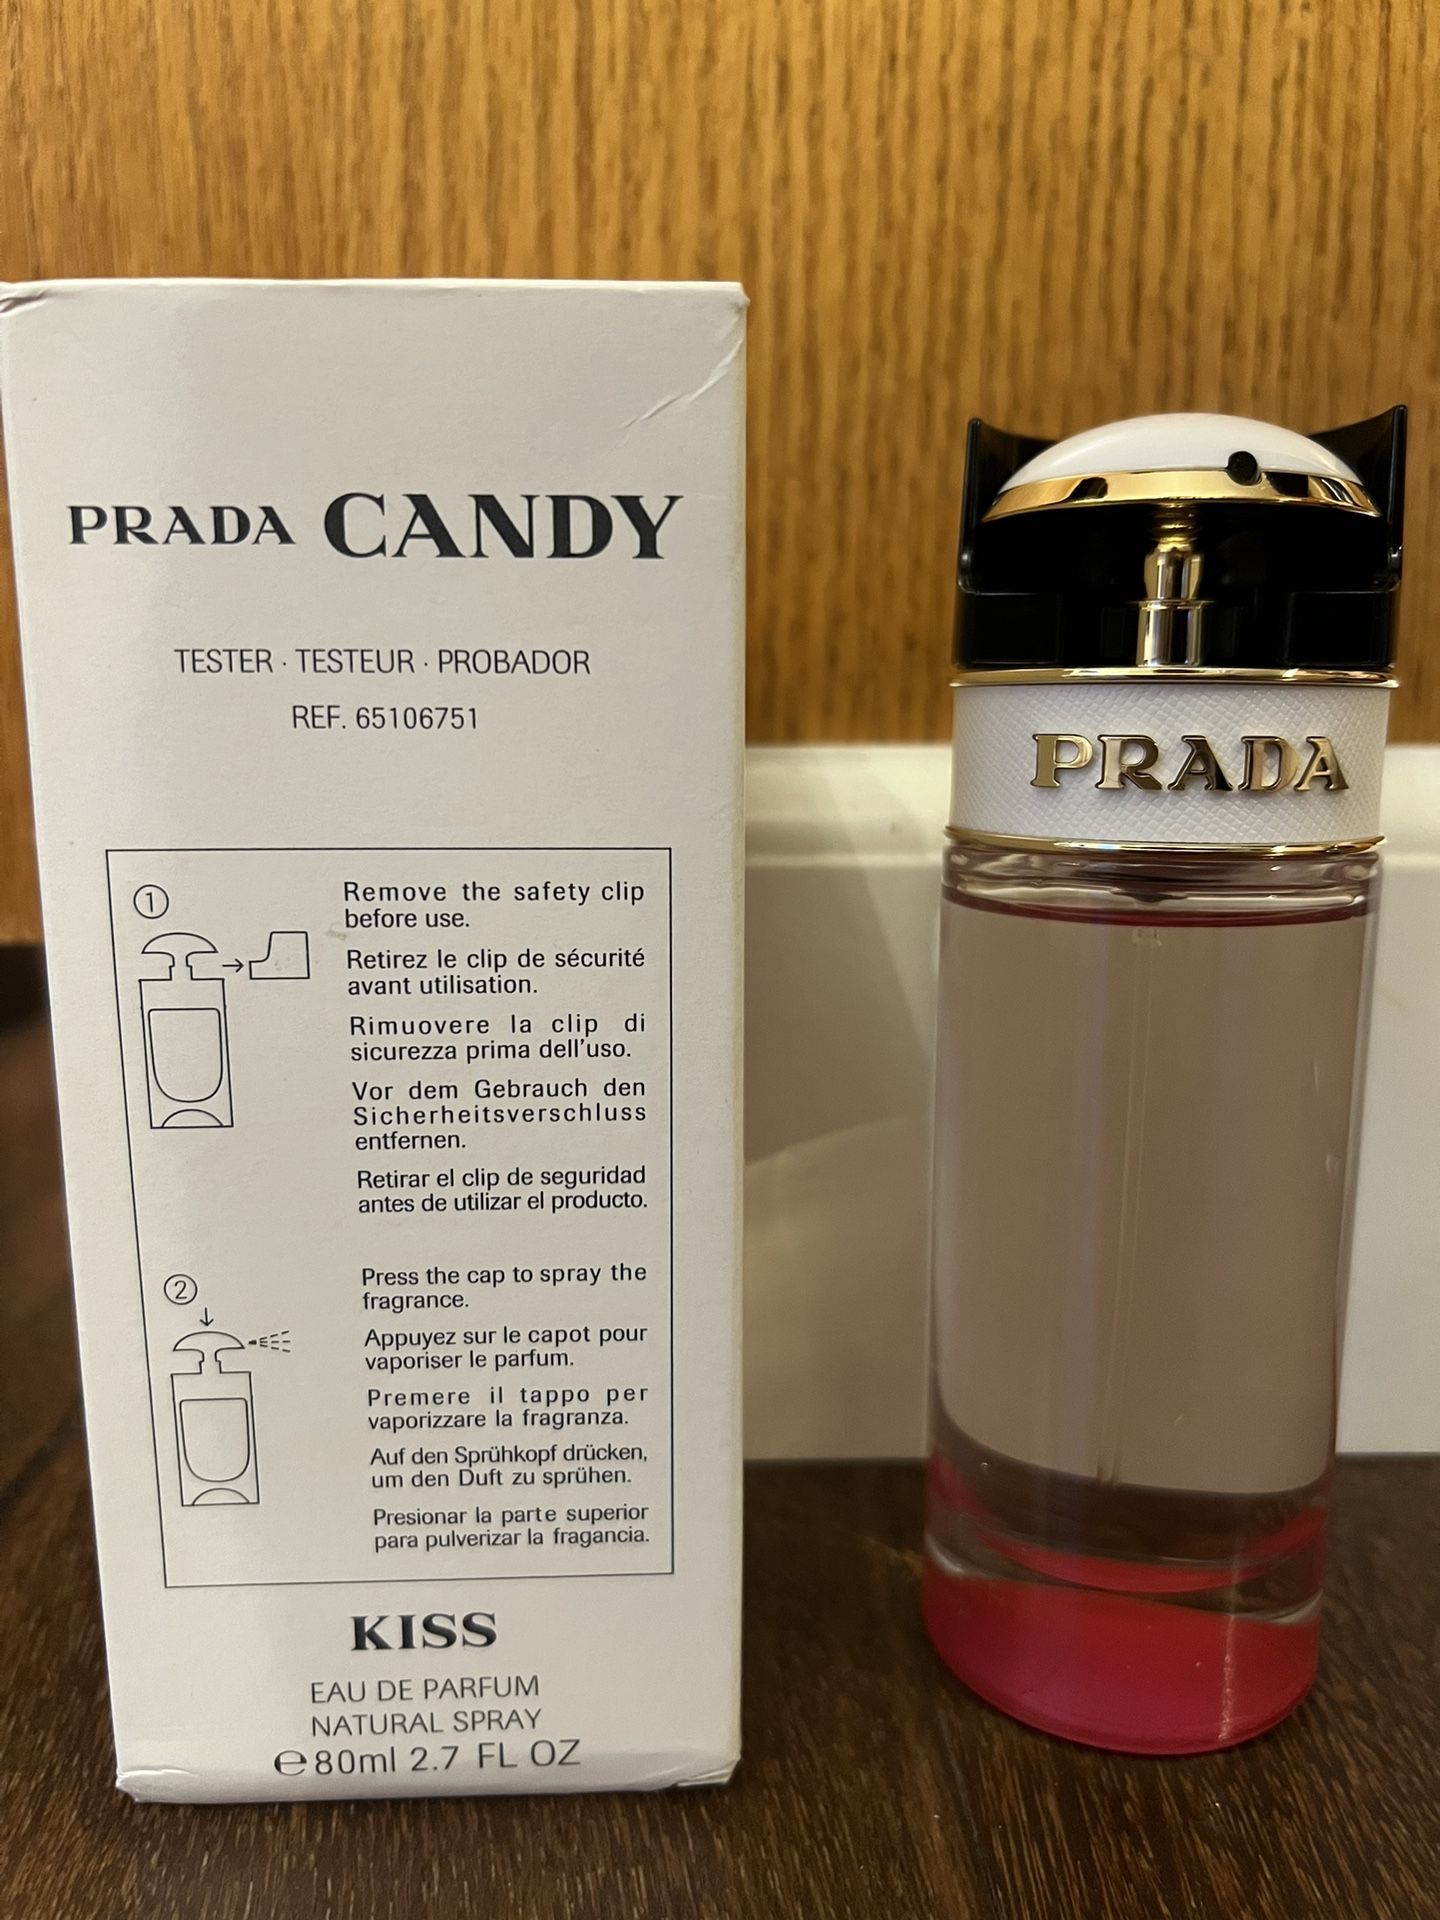 PRADA CANDY
TESTER · TESTEUR · PROBADOR
REF. 65106751
1
Remove the safety clip
before use.
Retirez le clip de sécurité
avant utilisation.
Rimuovere la clip di
sicurezza prima dell'uso.
Vor dem Gebrauch den
Sicherheitsverschluss
entfernen.
Retirar el clip de seguridad
antes de utilizar el producto.
2
Press the cap to spray the
fragrance.
Appuyez sur le capot pour
vaporiser le parfum.
Premere il tappo per
vaporizzare la fragranza.
Auf den Sprühkopf drücken,
um den Duft zu sprühen.
Presionar la parte superior
para pulverizar la fragancia.
KISS
EAU DE PARFUM
NATURAL SPRAY
℮80ml 2.7 FL OZ
PRADA